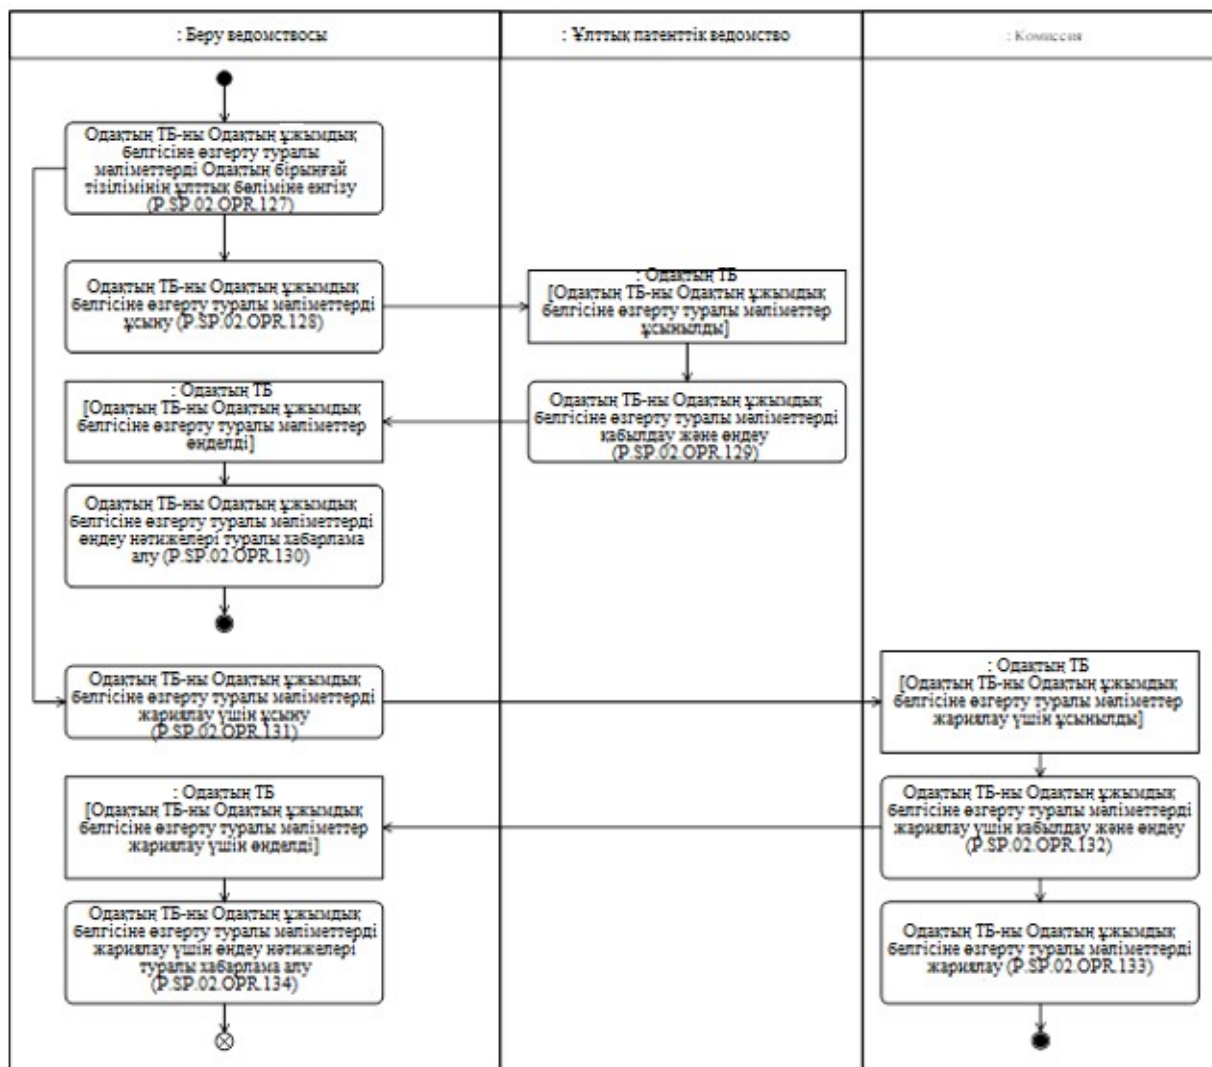 : Беру ведомствосы
: Ұлттық патенттік ведомство
: Комиссия
Одақтың ТБ-ны Одақтың ұжымдық
белгісіне өзгерту туралы
мәліметтерді Одақтың бірыңғай
тізілімінің ұлттық бөліміне енгізу
(P.SP.02.OPR.127)
Одақтың ТБ-ны Одақтың ұжымдық
белгісіне өзгерту туралы мәліметтерді
ұсыну (P.SP.02.OPR.128)
: Одақтың ТБ
[Одақтың ТБ-ны Одақтың ұжымдық
белгісіне өзгерту туралы мәліметтер
ұсынылды]
Одақтың ТБ-ны Одақтың ұжымдық
белгісіне өзгерту туралы мәліметтерді
қабылдау және өңдеу
(P.SP.02.OPR.129)
: Одақтың ТБ
[Одақтың ТБ-ны Одақтың ұжымдық
белгісіне өзгерту туралы мәліметтер
өңделді]
Одақтың ТБ-ны Одақтың ұжымдық
белгісіне өзгерту туралы мәліметтерді
өңдеу нәтижелері туралы хабарлама
алу (P.SP.02.OPR.130)
Одақтың ТБ-ны Одақтың ұжымдық
белгісіне өзгерту туралы мәліметтерді
жариялау үшін ұсыну
(P.SP.02.OPR.131)
: Одақтың ТБ
[Одақтың ТБ-ны Одақтың ұжымдық
белгісіне өзгерту туралы мәліметтер
жариялау үшін ұсынылды]
Одақтың ТБ-ны Одақтың ұжымдық
белгісіне өзгерту туралы мәліметтерді
жариялау үшін қабылдау және өңдеу
(P.SP.02.OPR.132)
: Одақтың ТБ
[Одақтың ТБ-ны Одақтың ұжымдық
белгісіне өзгерту туралы мәліметтер
жариялау үшін өңделді]
Одақтың ТБ-ны Одақтың ұжымдық
белгісіне өзгерту туралы мәліметтерді
жариялау үшін өңдеу нәтижелері
туралы хабарлама алу
(P.SP.02.OPR.134)
Одақтың ТБ-ны Одақтың ұжымдық
белгісіне өзгерту туралы мәліметтерді
жариялау (P.SP.02.OPR.133)